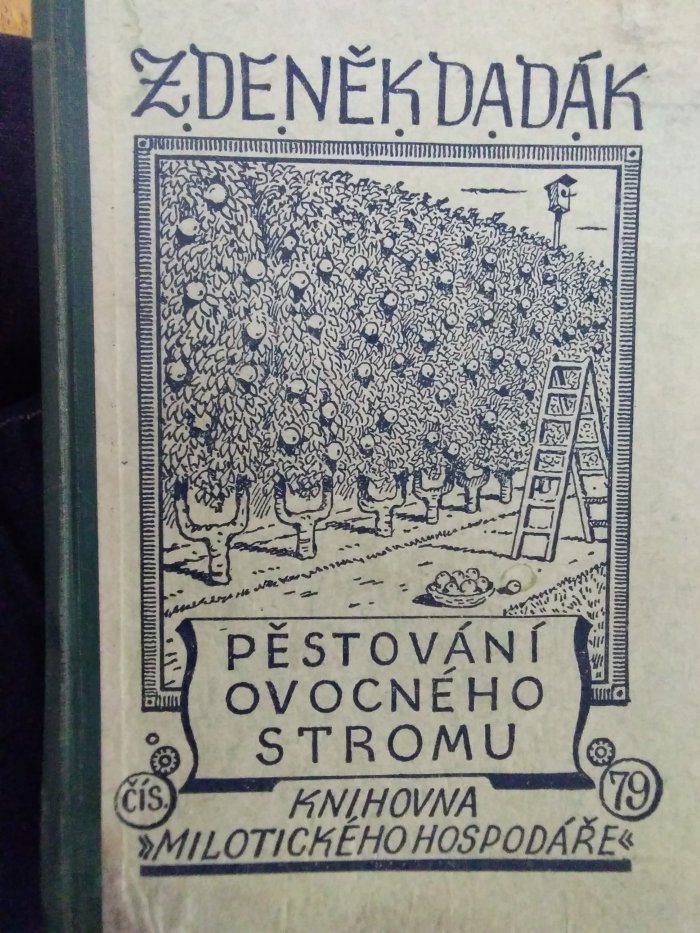 ZDENĚK DADÁK
PĚSTOVÁNÍ
OVOCNÉHO
STROMU
ČÍS. 79
KNIHOVNA
»MILOTICKÉHO HOSPODÁŘE«